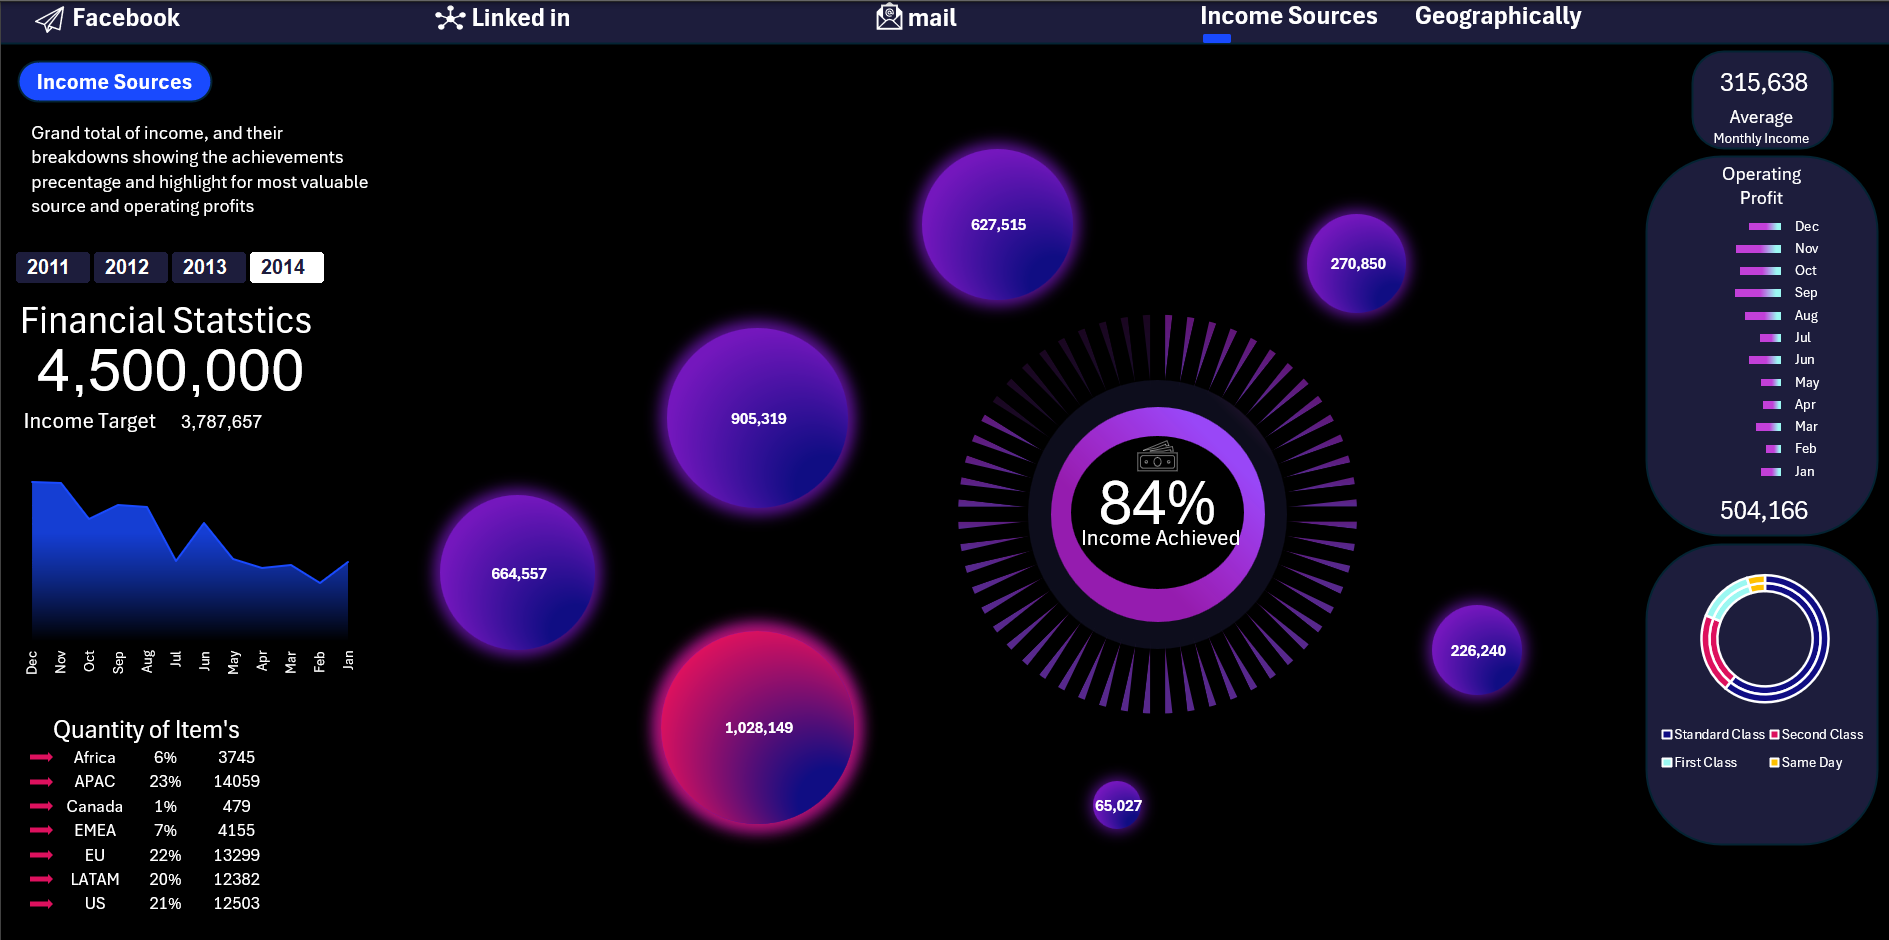 Facebook
Linked in
mail
Income Sources
Geographically
Income Sources
Grand total of income, and their
breakdowns showing the achievements
precentage and highlight for most valuable
source and operating profits
2011 2012 2013 2014
Financial Statstics
4,500,000
Income Target 3,787,657
Dec Nov Oct Sep Aug Jul Jun May Apr Mar Feb Jan
Quantity of Item's
Africa 6% 3745
APAC 23% 14059
Canada 1% 479
EMEA 7% 4155
EU 22% 13299
LATAM 20% 12382
US 21% 12503
627,515
270,850
905,319
664,557
1,028,149
84%
Income Achieved
226,240
65,027
315,638
Average
Monthly Income
Operating
Profit
Dec
Nov
Oct
Sep
Aug
Jul
Jun
May
Apr
Mar
Feb
Jan
504,166
Standard Class Second Class
First Class Same Day